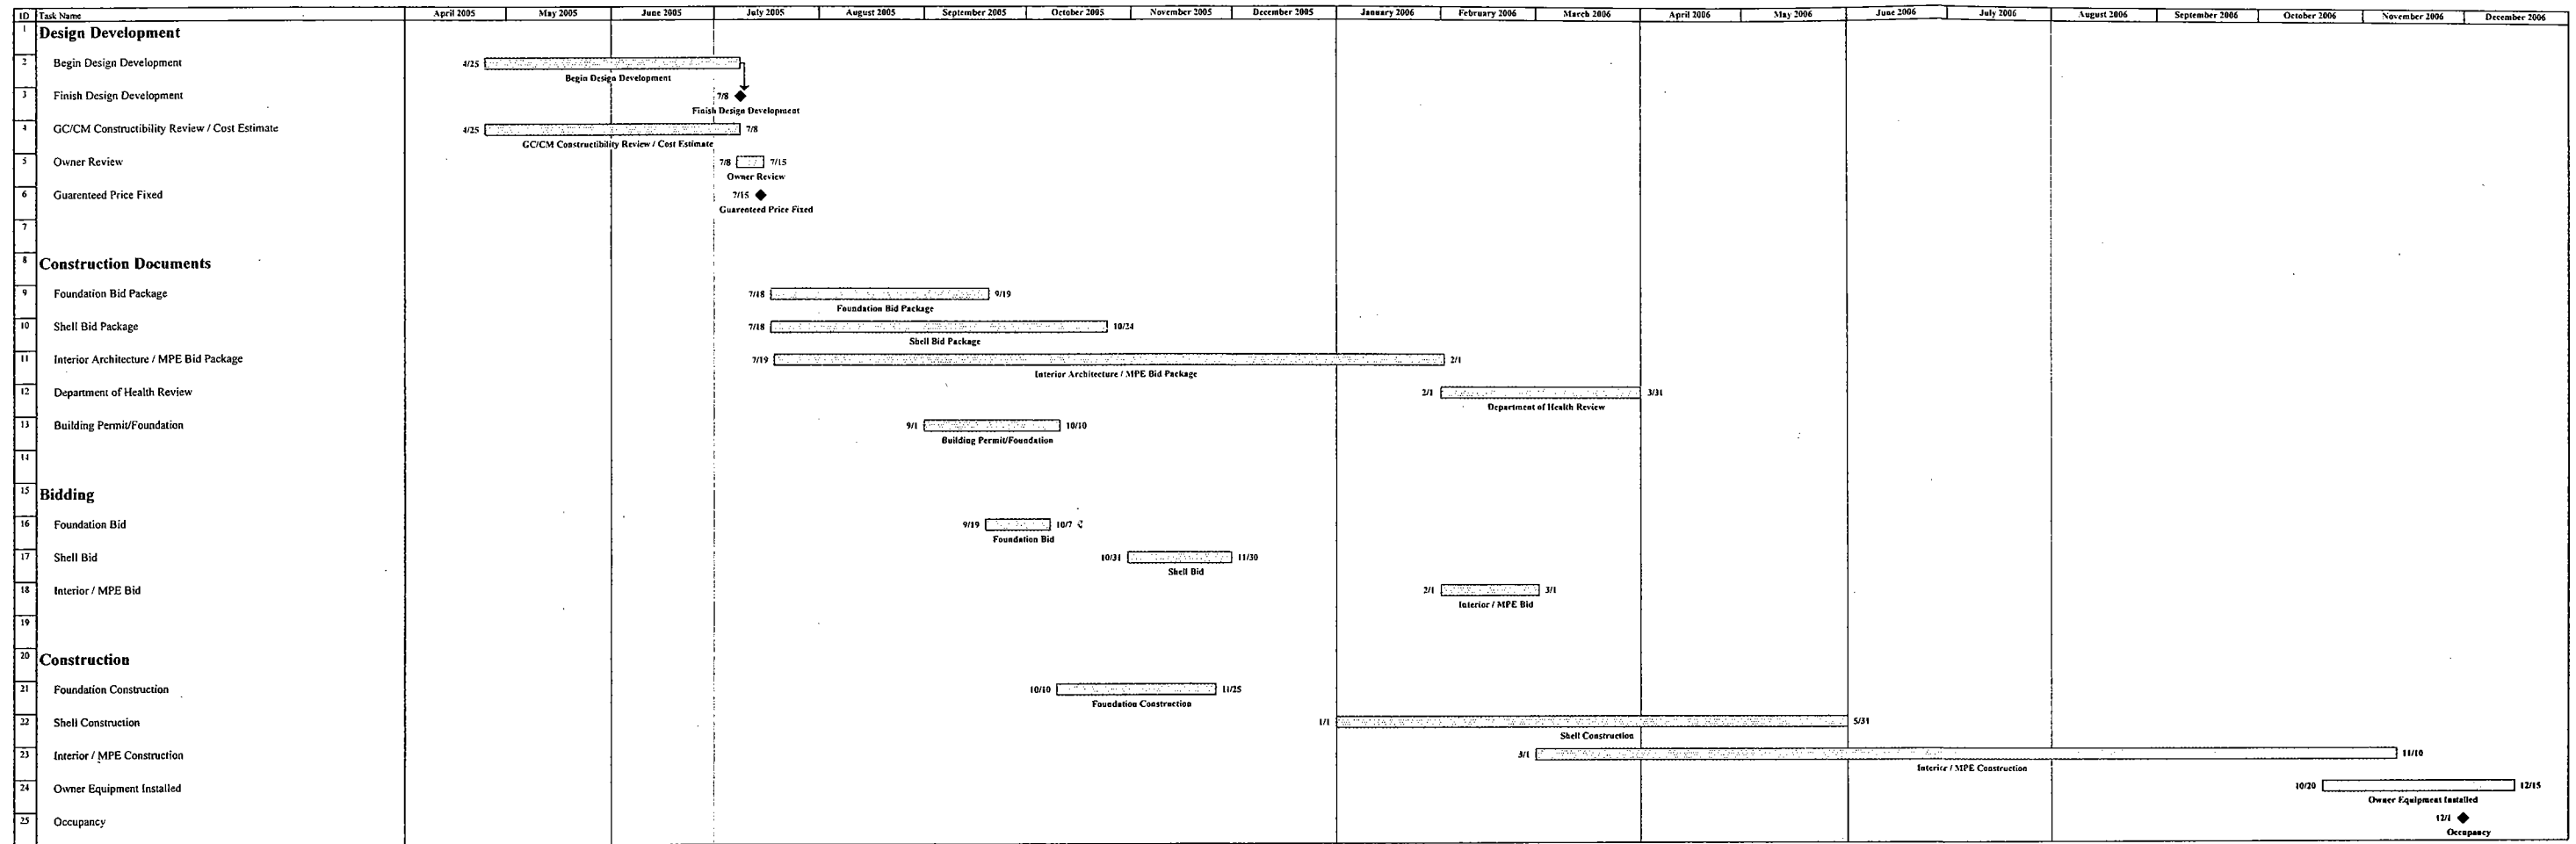 ID Task Name April 2005 May 2005 June 2005 July 2005 August 2005 September 2005 October 2005 November 2005 December 2005 January 2006 February 2006 March 2006 April 2006 May 2006 June 2006 July 2006 August 2006 September 2006 October 2006 November 2006 December 2006
1 Design Development
2 Begin Design Development 4/25
Begin Design Development
3 Finish Design Development 7/8
Finish Design Development
4 GC/CM Constructibility Review / Cost Estimate 4/25 7/8
GC/CM Constructibility Review / Cost Estimate
5 Owner Review 7/8 7/15
Owner Review
6 Guarenteed Price Fixed 7/15
Guarenteed Price Fixed
7
8 Construction Documents
9 Foundation Bid Package 7/18 9/19
Foundation Bid Package
10 Shell Bid Package 7/18 10/24
Shell Bid Package
11 Interior Architecture / MPE Bid Package 7/19 2/1
Interior Architecture / MPE Bid Package
12 Department of Health Review 2/1 3/31
Department of Health Review
13 Building Permit/Foundation 9/1 10/10
Building Permit/Foundation
14
15 Bidding
16 Foundation Bid 9/19 10/7
Foundation Bid
17 Shell Bid 10/31 11/30
Shell Bid
18 Interior / MPE Bid 2/1 3/1
Interior / MPE Bid
19
20 Construction
21 Foundation Construction 10/10 11/25
Foundation Construction
22 Shell Construction 1/1 5/31
Shell Construction
23 Interior / MPE Construction 3/1 11/10
Interior / MPE Construction
24 Owner Equipment Installed 10/20 12/15
Owner Equipment Installed
25 Occupancy 12/1
Occupancy